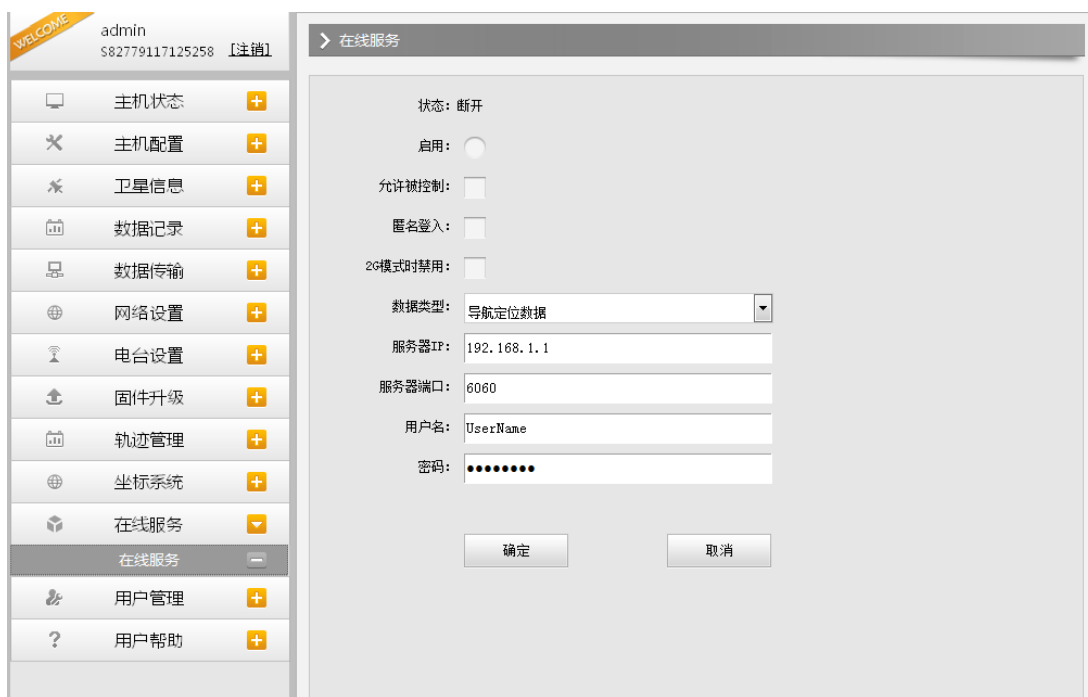 WELCOME
admin
S82779117125258 [注销]
主机状态
主机配置
卫星信息
数据记录
数据传输
网络设置
电台设置
固件升级
轨迹管理
坐标系统
在线服务
在线服务
用户管理
用户帮助
在线服务
状态: 断开
启用:
允许被控制:
匿名登入:
2G模式时禁用:
数据类型: 导航定位数据
服务器IP: 192.168.1.1
服务器端口: 6060
用户名: UserName
密码: ●●●●●●●●
确定 取消